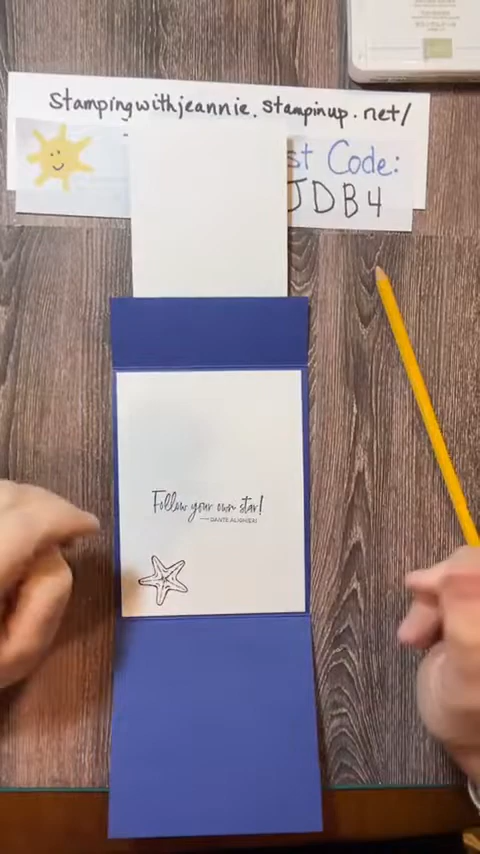 Stampingwithjeannie.stampinup.net/
st Code:
JDB4
Follow your own star!
—DANTE ALIGHIERI